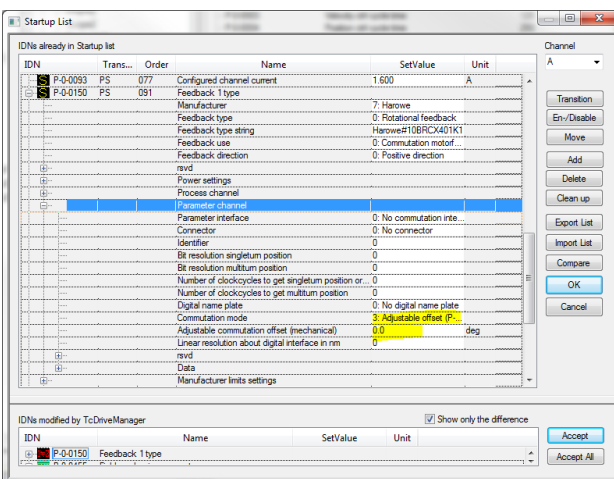 Startup List
IDNs already in Startup list
Channel
IDN Trans... Order Name SetValue Unit
A
P-0-0093 PS 077 Configured channel current 1.600 A
P-0-0150 PS 091 Feedback 1 type
Manufacturer 7: Harowe
Feedback type 0: Rotational feedback
Feedback type string Harowe#10BRCX401K1
Feedback use 0: Commutation motorf...
Feedback direction 0: Positive direction
rsvd
Power settings
Process channel
Parameter channel
Parameter interface 0: No commutation inte...
Connector 0: No connector
Identifier 0
Bit resolution singleturn position 0
Bit resolution multiturn position 0
Number of clockcycles to get singleturn position or... 0
Number of clockcycles to get multiturn position 0
Digital name plate 0: No digital name plate
Commutation mode 3: Adjustable offset (P-...
Adjustable commutation offset (mechanical) 0.0 deg
Linear resolution about digital interface in nm 0
rsvd
Data
Manufacturer limits settings
Transition
En-/Disable
Move
Add
Delete
Clean up
Export List
Import List
Compare
OK
Cancel
IDNs modified by TcDriveManager
Show only the difference
IDN Name SetValue Unit
P-0-0150 Feedback 1 type
Accept
Accept All